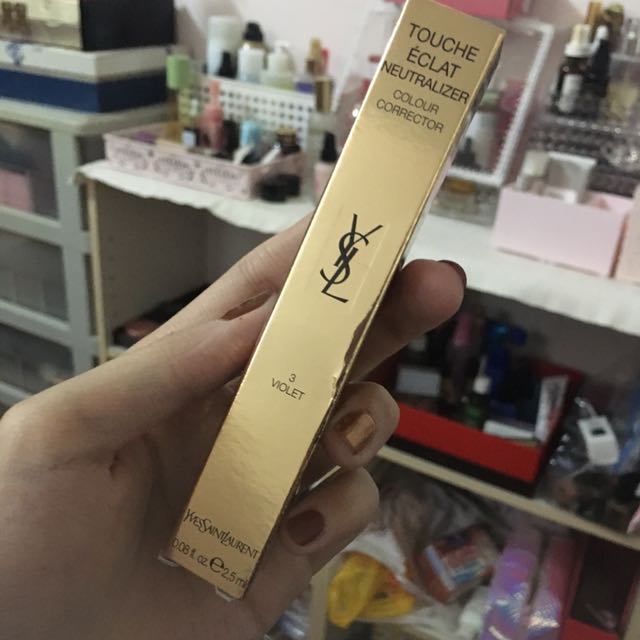 TOUCHE
ÉCLAT
NEUTRALIZER
COLOUR
CORRECTOR
YSL
3
VIOLET
YVESSAINTLAURENT
0.08 fl.oz ℮ 2,5 ml